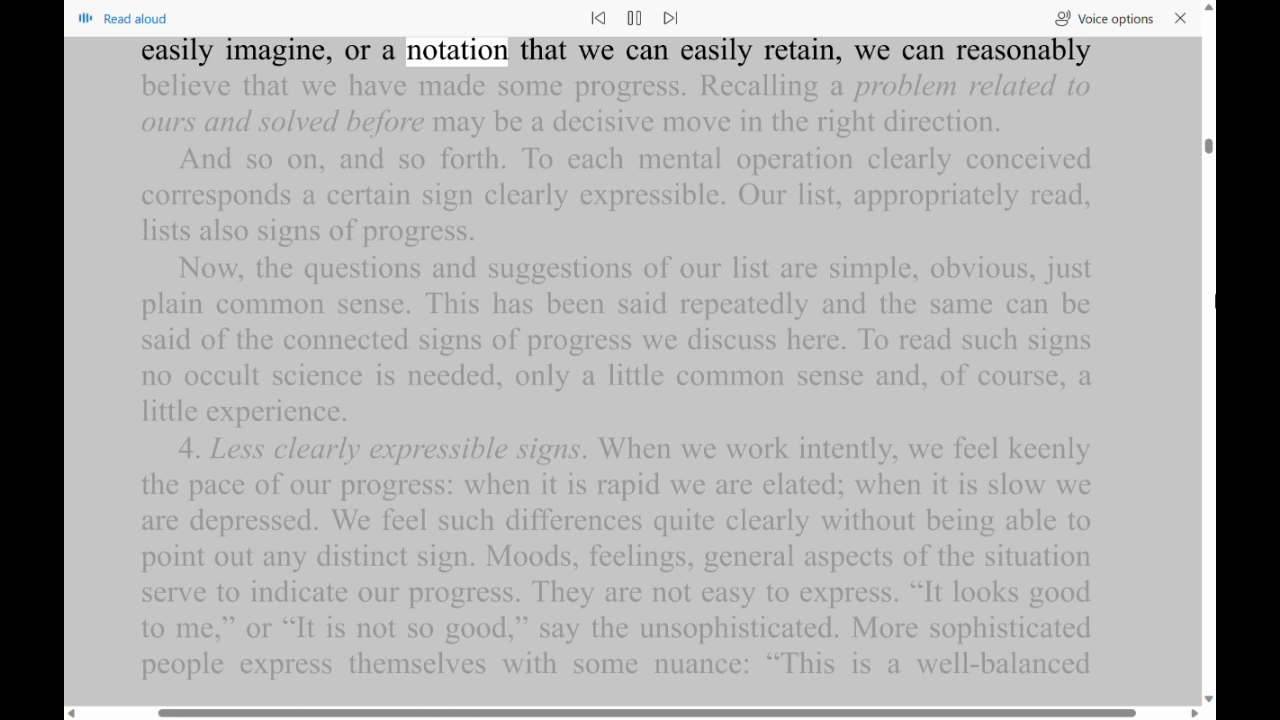 Read aloud
Voice options
easily imagine, or a notation that we can easily retain, we can reasonably
believe that we have made some progress. Recalling a problem related to
ours and solved before may be a decisive move in the right direction.
And so on, and so forth. To each mental operation clearly conceived
corresponds a certain sign clearly expressible. Our list, appropriately read,
lists also signs of progress.
Now, the questions and suggestions of our list are simple, obvious, just
plain common sense. This has been said repeatedly and the same can be
said of the connected signs of progress we discuss here. To read such signs
no occult science is needed, only a little common sense and, of course, a
little experience.
4. Less clearly expressible signs. When we work intently, we feel keenly
the pace of our progress: when it is rapid we are elated; when it is slow we
are depressed. We feel such differences quite clearly without being able to
point out any distinct sign. Moods, feelings, general aspects of the situation
serve to indicate our progress. They are not easy to express. “It looks good
to me,” or “It is not so good,” say the unsophisticated. More sophisticated
people express themselves with some nuance: “This is a well-balanced